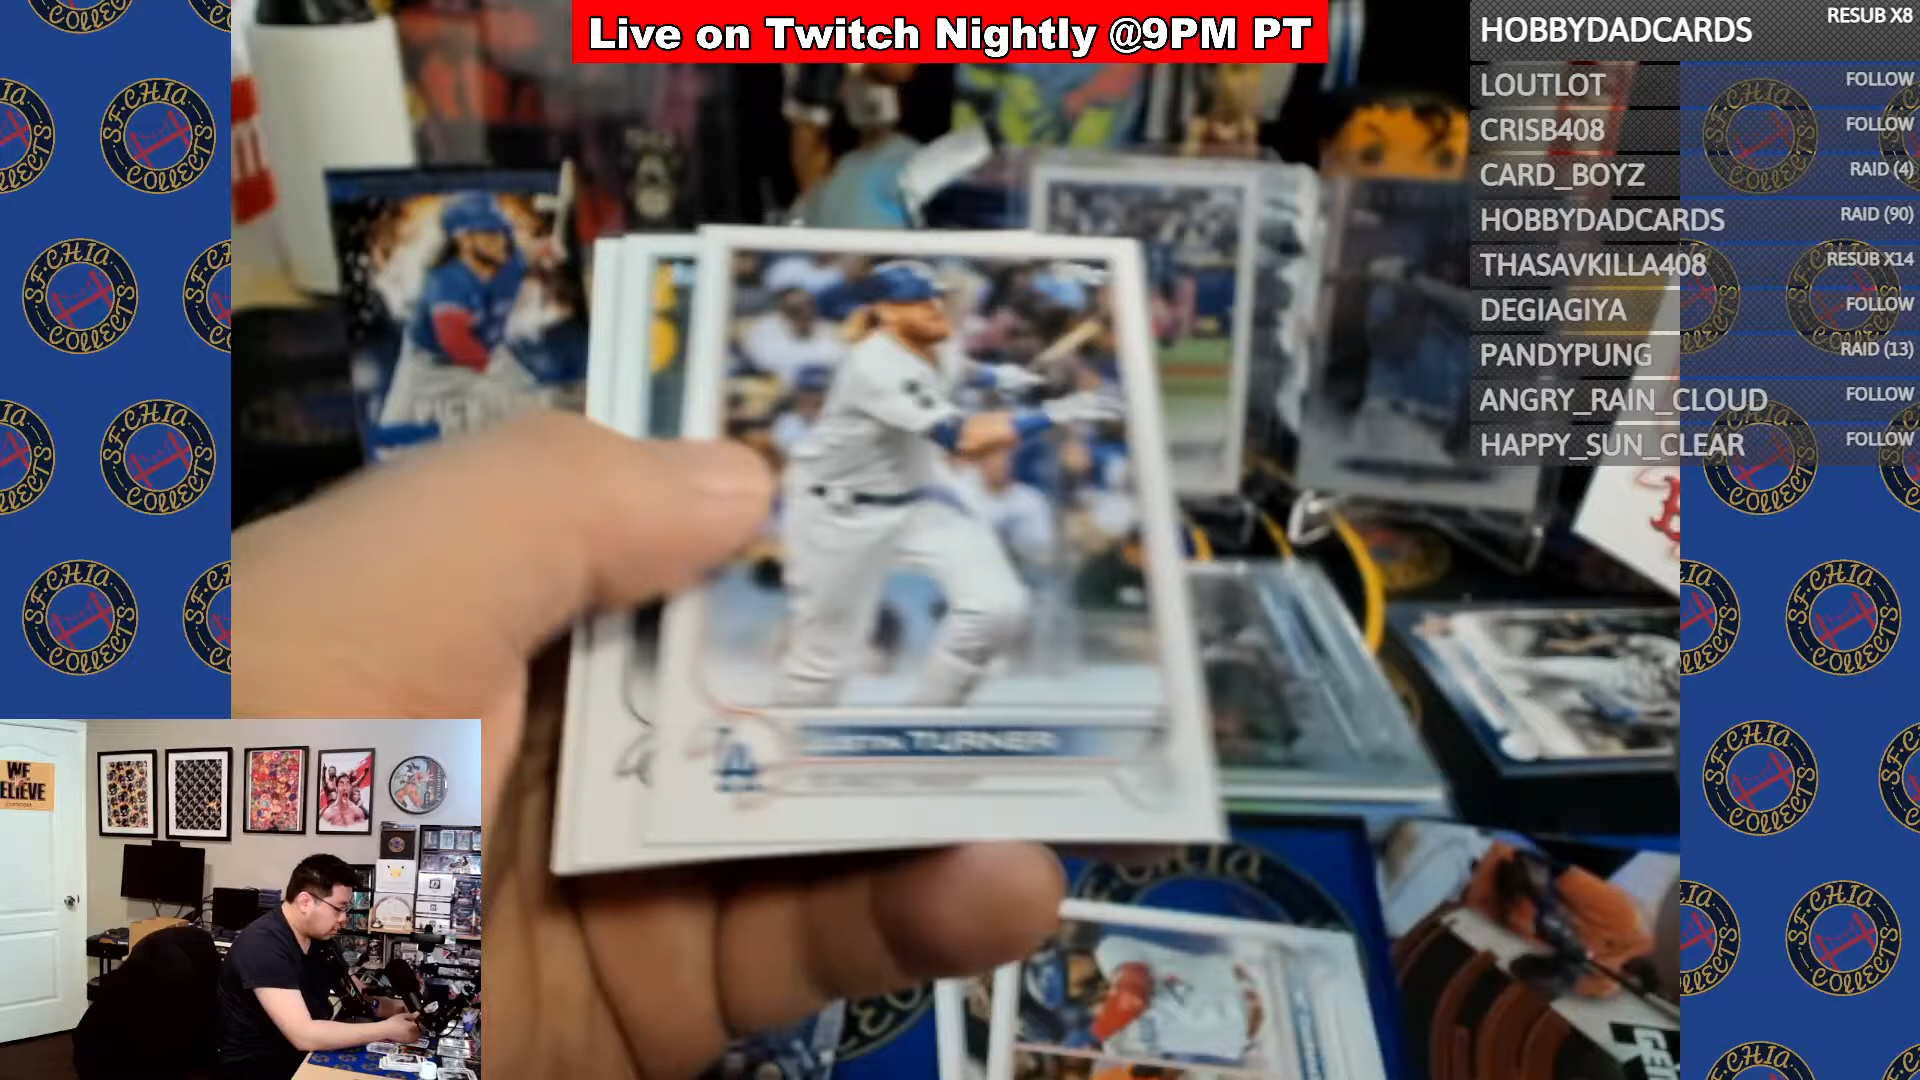 Live on Twitch Nightly @9PM PT
HOBBYDADCARDS RESUB X8
LOUTLOT FOLLOW
CRISB408 FOLLOW
CARD_BOYZ RAID (4)
HOBBYDADCARDS RAID (90)
THASAVKILLA408 RESUB X14
DEGIAGIYA FOLLOW
PANDYPUNG RAID (13)
ANGRY_RAIN_CLOUD FOLLOW
HAPPY_SUN_CLEAR FOLLOW
S.F. CHIA
COLLECTS
TURNER
LA
WE
BELIEVE